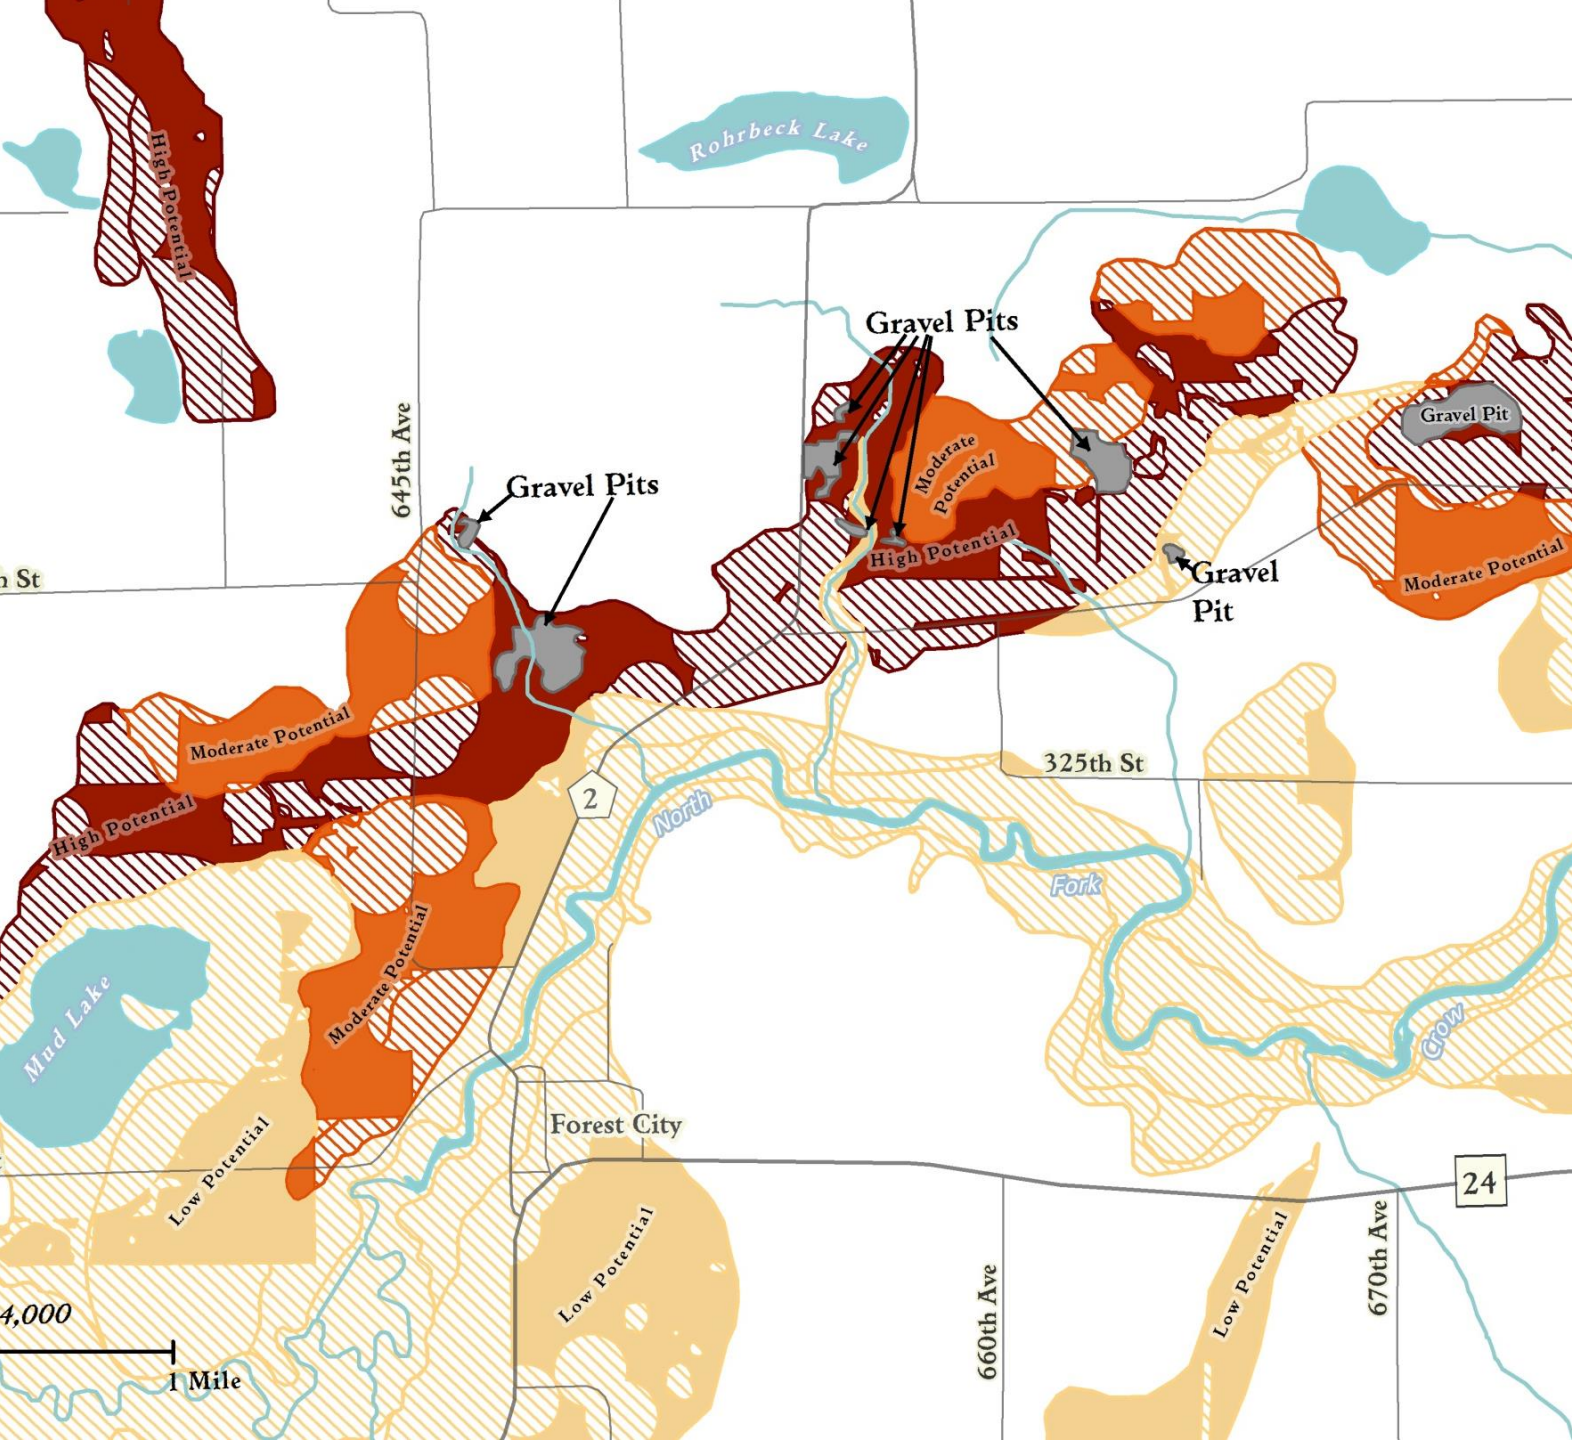 Rohrbeck Lake
High Potential
Gravel Pits
645th Ave
Gravel Pit
Moderate
Potential
Gravel Pits
High Potential
Moderate Potential
h St
Gravel
Pit
Moderate Potential
325th St
2
North
High Potential
Fork
Moderate Potential
Mud Lake
Crow
Forest City
Low Potential
24
Low Potential
Low Potential
660th Ave
670th Ave
4,000
1 Mile